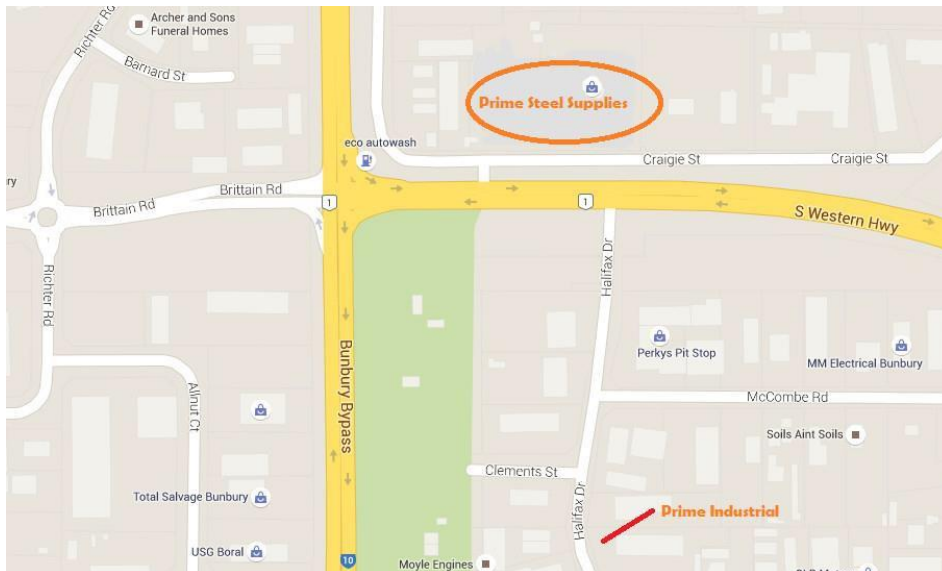 Archer and Sons
Funeral Homes
Richter Rd
Barnard St
Prime Steel Supplies
eco autowash
Craigie St
Craigie St
ry
Brittain Rd
Brittain Rd
1
1
S Western Hwy
Richter Rd
Halifax Dr
Bunbury Bypass
Perkys Pit Stop
MM Electrical Bunbury
Allnut Ct
McCombe Rd
Soils Aint Soils
Clements St
Total Salvage Bunbury
Halifax Dr
Prime Industrial
USG Boral
10
Moyle Engines